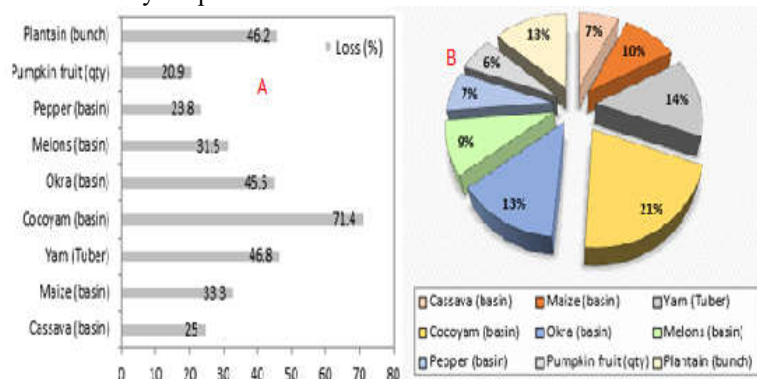 Plantain (bunch) 46.2
Loss (%)
Pumpkin fruit (qty) 20.9
A
Pepper (basin) 23.8
Melons (basin) 31.5
Okra (basin) 45.5
Cocoyam (basin) 71.4
Yam (Tuber) 46.8
Maize (basin) 33.3
Cassava (basin) 25
0 10 20 30 40 50 60 70 80
B
7%
10%
14%
21%
13%
9%
7%
6%
13%
Cassava (basin) Maize (basin) Yam (Tuber)
Cocoyam (basin) Okra (basin) Melons (basin)
Pepper (basin) Pumpkin fruit (qty) Plantain (bunch)